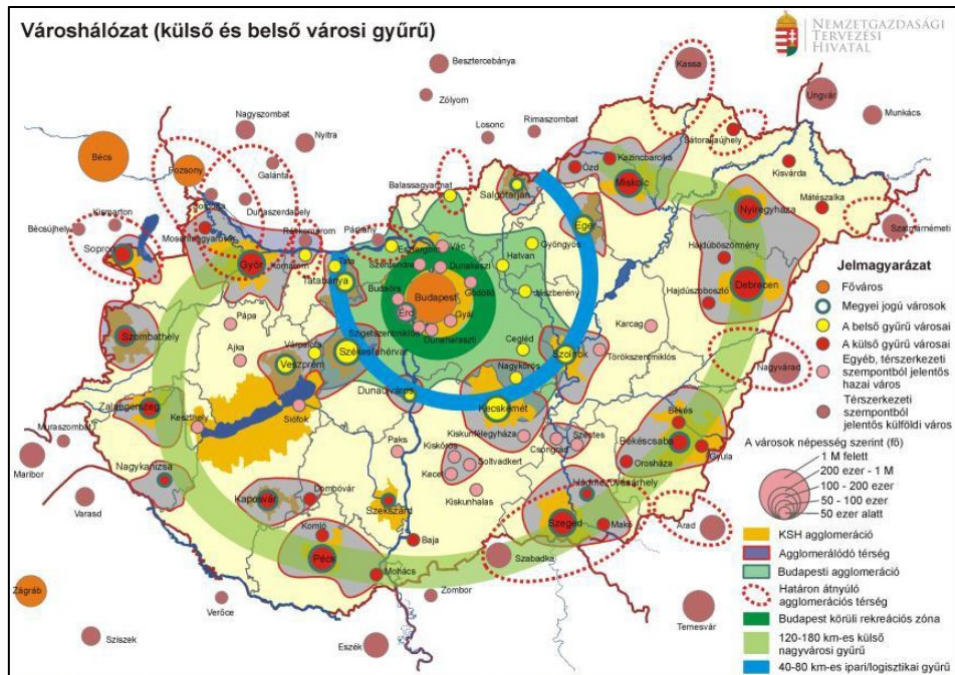 Városhálózat (külső és belső városi gyűrű)
NEMZETGAZDASÁGI
TERVEZÉSI
HIVATAL
Besztercebánya
Zólyom
Kassa
Ungvár
Munkács
Nagyszombat
Nyitra
Losonc
Rimaszombat
Bécs
Pozsony
Galánta
Sátoraljaújhely
Kazincbarcika
Ózd
Miskolc
Kisvárda
Balassagyarmat
Salgótarján
Dunaszerdahely
Kismarton
Bécsújhely
Sopron
Mosonmagyaróvár
Révkomárom
Párkány
Győr
Komárom
Tata
Tatabánya
Esztergom
Vác
Szentendre
Dunakeszi
Gyöngyös
Eger
Hatvan
Nyíregyháza
Mátészalka
Szatmárnémeti
Hajdúböszörmény
Budaörs
Budapest
Gödöllő
Jászberény
Hajdúszoboszló
Debrecen
Pápa
Érd
Gyál
Szigetszentmiklós
Dunaharaszti
Szombathely
Ajka
Várpalota
Veszprém
Székesfehérvár
Cegléd
Nagykőrös
Szolnok
Karcag
Törökszentmiklós
Nagyvárad
Dunaújváros
Zalaegerszeg
Keszthely
Siófok
Kecskemét
Békés
Békéscsaba
Gyula
Muraszombat
Paks
Kiskőrös
Kiskunfélegyháza
Szentes
Csongrád
Orosháza
Maribor
Nagykanizsa
Kecel
Soltvadkert
Kiskunhalas
Hódmezővásárhely
Varasd
Kaposvár
Dombóvár
Szekszárd
Komló
Baja
Szeged
Makó
Arad
Pécs
Mohács
Szabadka
Zágráb
Verőce
Zombor
Sziszek
Eszék
Temesvár
Jelmagyarázat
Főváros
Megyei jogú városok
A belső gyűrű városai
A külső gyűrű városai
Egyéb, térszerkezeti
szempontból jelentős
hazai város
Térszerkezeti
szempontból
jelentős külföldi város
A városok népesség szerint (fő)
1 M felett
200 ezer - 1 M
100 - 200 ezer
50 - 100 ezer
50 ezer alatt
KSH agglomeráció
Agglomerálódó térség
Budapesti agglomeráció
Határon átnyúló
agglomerációs térség
Budapest körüli rekreációs zóna
120-180 km-es külső
nagyvárosi gyűrű
40-80 km-es ipari/logisztikai gyűrű